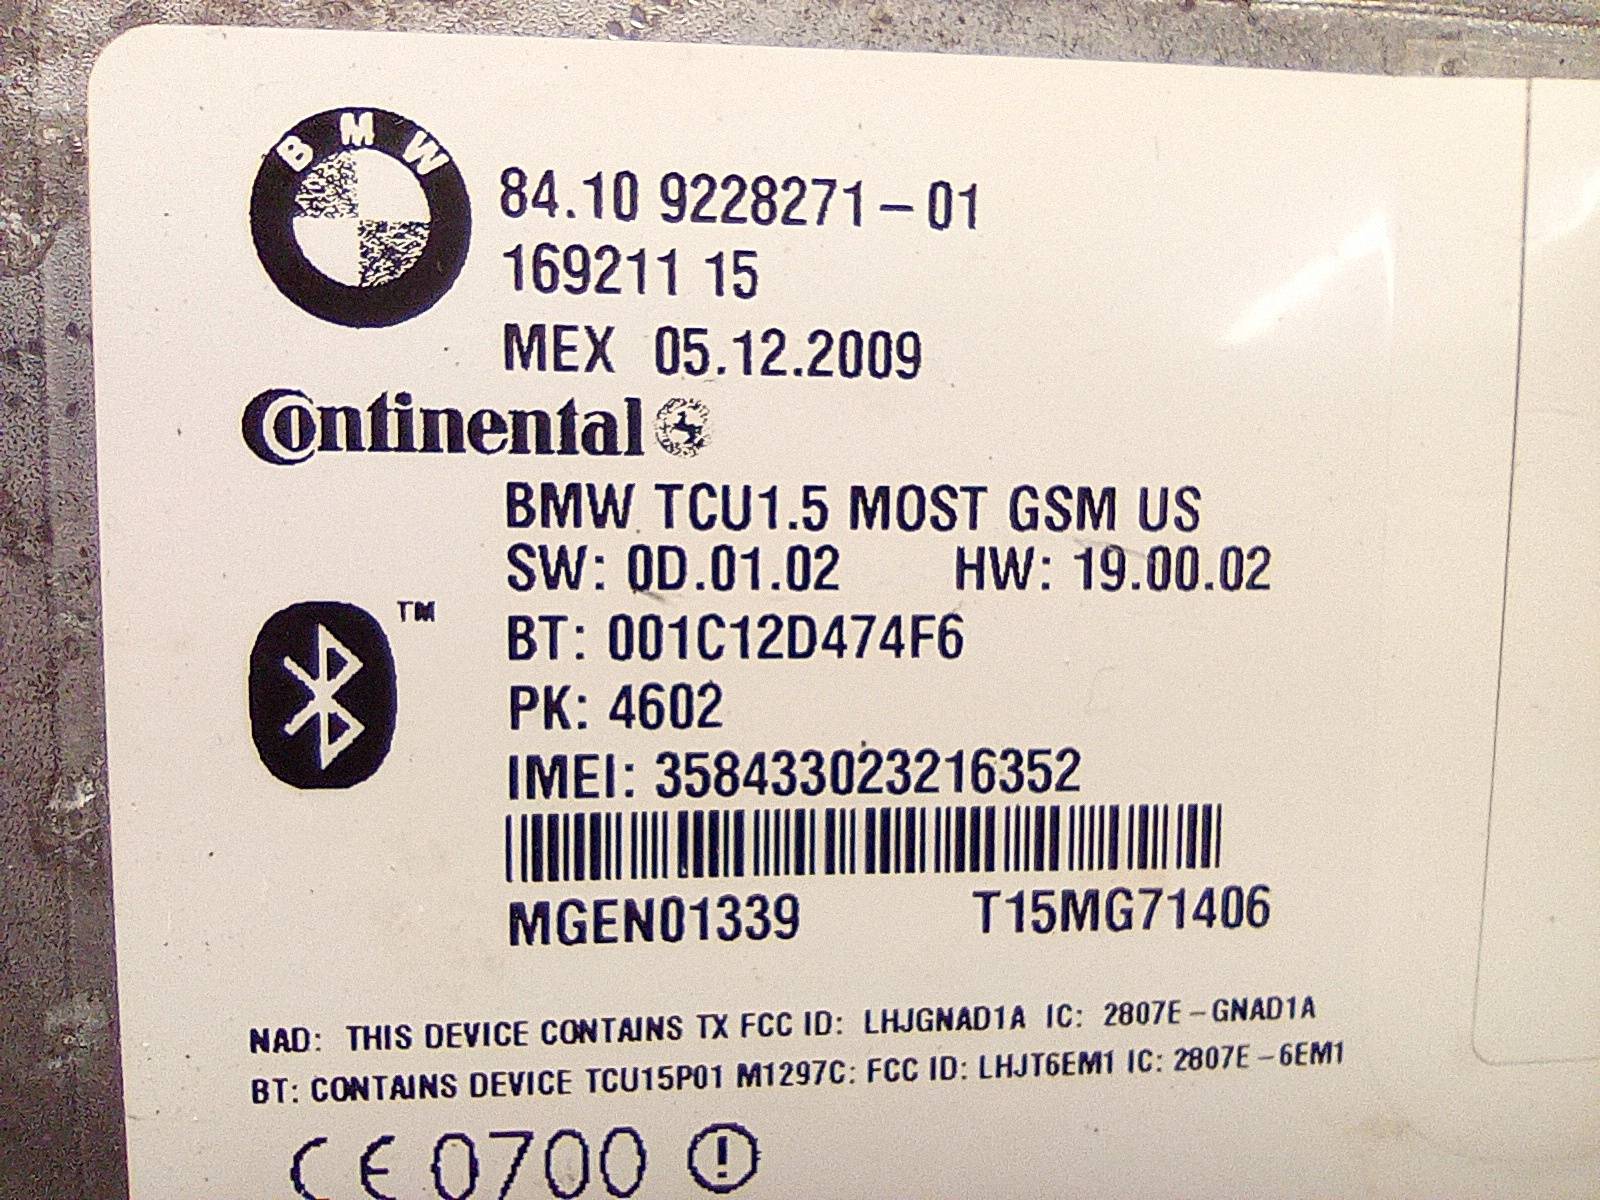 BMW
84.10 9228271-01
169211 15
MEX 05.12.2009
Continental
BMW TCU1.5 MOST GSM US
SW: 0D.01.02 HW: 19.00.02
TM
BT: 001C12D474F6
PK: 4602
IMEI: 358433023216352
MGEN01339 T15MG71406
NAD: THIS DEVICE CONTAINS TX FCC ID: LHJGNAD1A IC: 2807E-GNAD1A
BT: CONTAINS DEVICE TCU15P01 M1297C: FCC ID: LHJT6EM1 IC: 2807E-6EM1
CE 0700 !